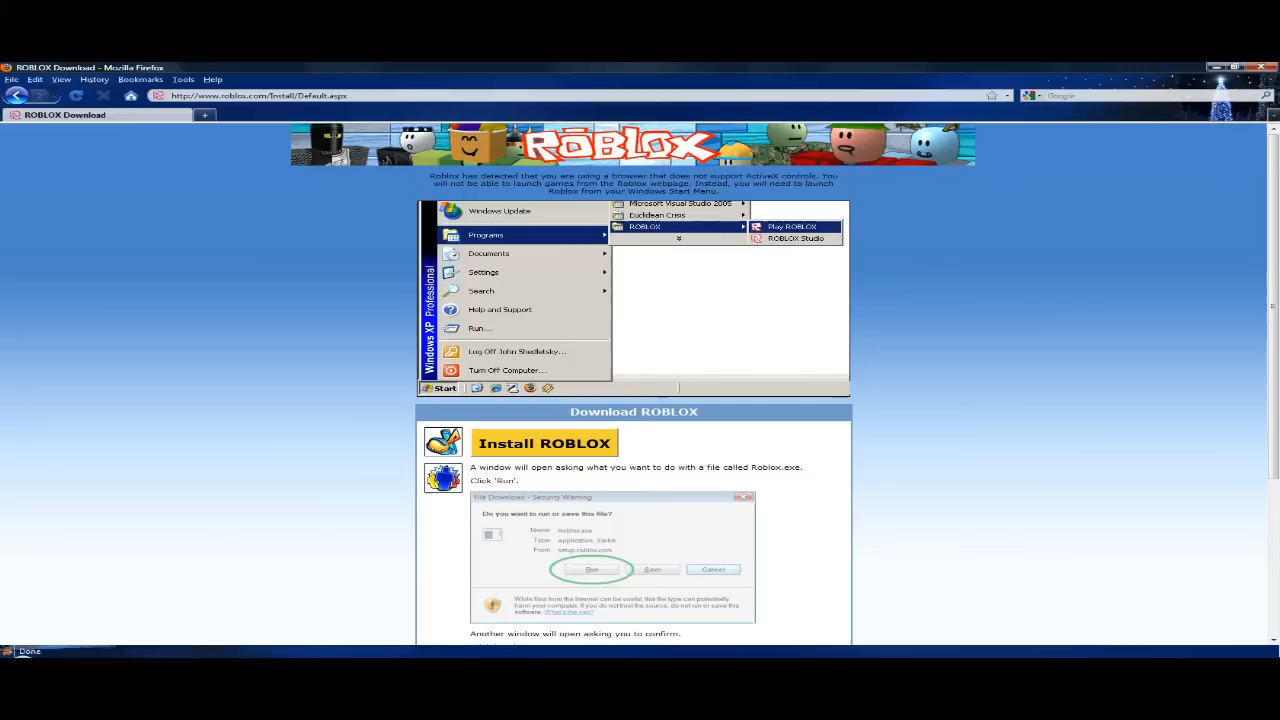 ROBLOX Download - Mozilla Firefox
File Edit View History Bookmarks Tools Help
http://www.roblox.com/Install/Default.aspx
Google
ROBLOX Download
ROBLOX
Roblox has detected that you are using a browser that does not support ActiveX controls. You
will not be able to launch games from the Roblox webpage. Instead, you will need to launch
Roblox from your Windows Start Menu.
Windows Update
Microsoft Visual Studio 2005
Euclidean Crisis
Programs
ROBLOX
Play ROBLOX
ROBLOX Studio
Documents
Settings
Search
Help and Support
Run...
Log Off John Shedletsky...
Turn Off Computer...
Windows XP Professional
Start
Download ROBLOX
Install ROBLOX
A window will open asking what you want to do with a file called Roblox.exe.
Click 'Run'.
File Download - Security Warning
Do you want to run or save this file?
Name: Roblox.exe
Type: Application, 336KB
From: setup.roblox.com
Run Save Cancel
While files from the Internet can be useful, this file type can potentially
harm your computer. If you do not trust the source, do not run or save this
software. What's the risk?
Another window will open asking you to confirm.
Done